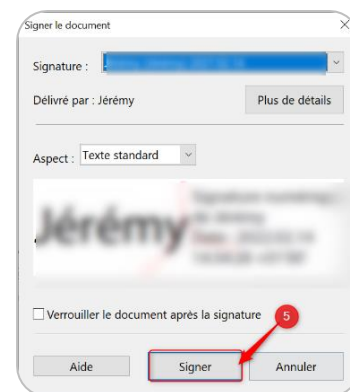 Signer le document
Signature :
Délivré par : Jérémy
Plus de détails
Aspect : Texte standard
Jérémy
Verrouiller le document après la signature
5
Aide
Signer
Annuler